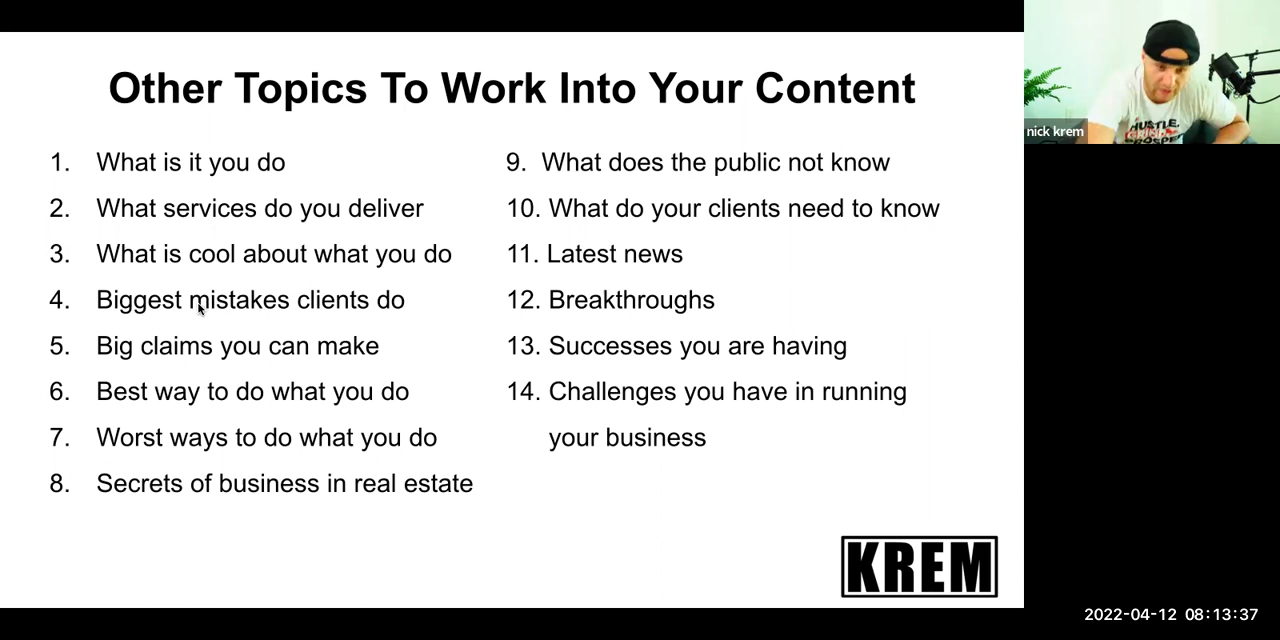 Other Topics To Work Into Your Content
1. What is it you do
2. What services do you deliver
3. What is cool about what you do
4. Biggest mistakes clients do
5. Big claims you can make
6. Best way to do what you do
7. Worst ways to do what you do
8. Secrets of business in real estate
9. What does the public not know
10. What do your clients need to know
11. Latest news
12. Breakthroughs
13. Successes you are having
14. Challenges you have in running
your business
KREM
nick krem
HUSTLE.
2022-04-12 08:13:37